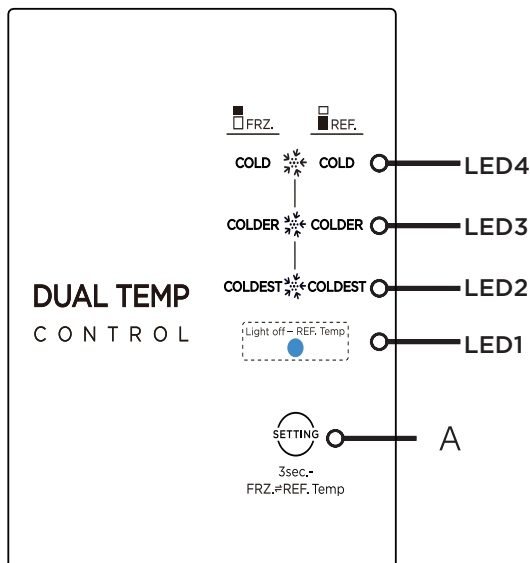 FRZ. REF.
COLD COLD LED4
COLDER COLDER LED3
COLDEST COLDEST LED2
DUAL TEMP
CONTROL
Light off – REF. Temp
LED1
SETTING A
3sec.-
FRZ.⇌REF. Temp